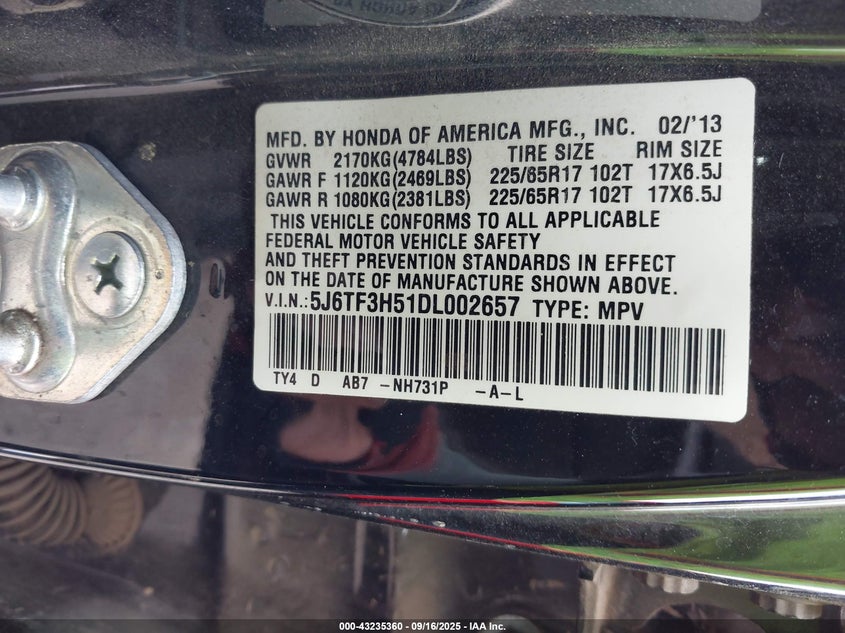 MFD. BY HONDA OF AMERICA MFG., INC. 02/'13
GVWR 2170KG(4784LBS) TIRE SIZE RIM SIZE
GAWR F 1120KG(2469LBS) 225/65R17 102T 17X6.5J
GAWR R 1080KG(2381LBS) 225/65R17 102T 17X6.5J
THIS VEHICLE CONFORMS TO ALL APPLICABLE
FEDERAL MOTOR VEHICLE SAFETY
AND THEFT PREVENTION STANDARDS IN EFFECT
ON THE DATE OF MANUFACTURE SHOWN ABOVE.
V.I.N.: 5J6TF3H51DL002657 TYPE: MPV
TY4 D AB7 -NH731P -A-L
000-43235360 - 09/16/2025 - IAA Inc.